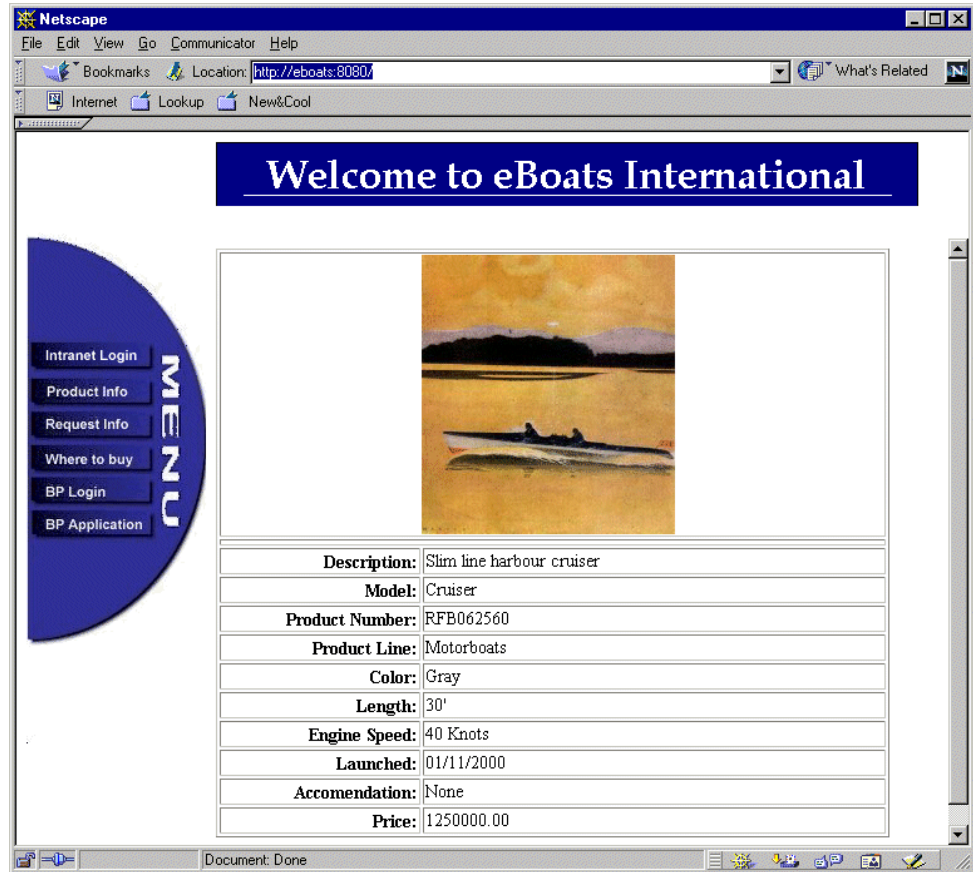 Netscape
File Edit View Go Communicator Help
Bookmarks Location: http://eboats:8080/ What's Related N
Internet Lookup New&Cool
Welcome to eBoats International
MENU
Intranet Login
Product Info
Request Info
Where to buy
BP Login
BP Application
Description: Slim line harbour cruiser
Model: Cruiser
Product Number: RFB062560
Product Line: Motorboats
Color: Gray
Length: 30'
Engine Speed: 40 Knots
Launched: 01/11/2000
Accomendation: None
Price: 1250000.00
Document: Done